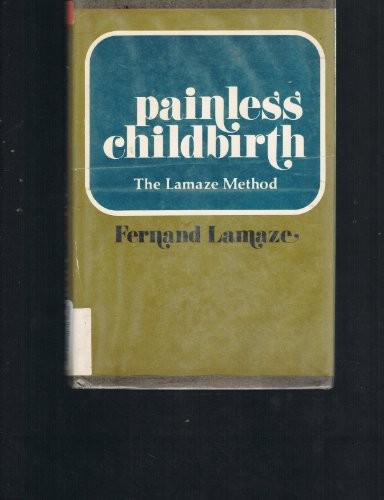 painless
childbirth
The Lamaze Method
Fernand Lamaze